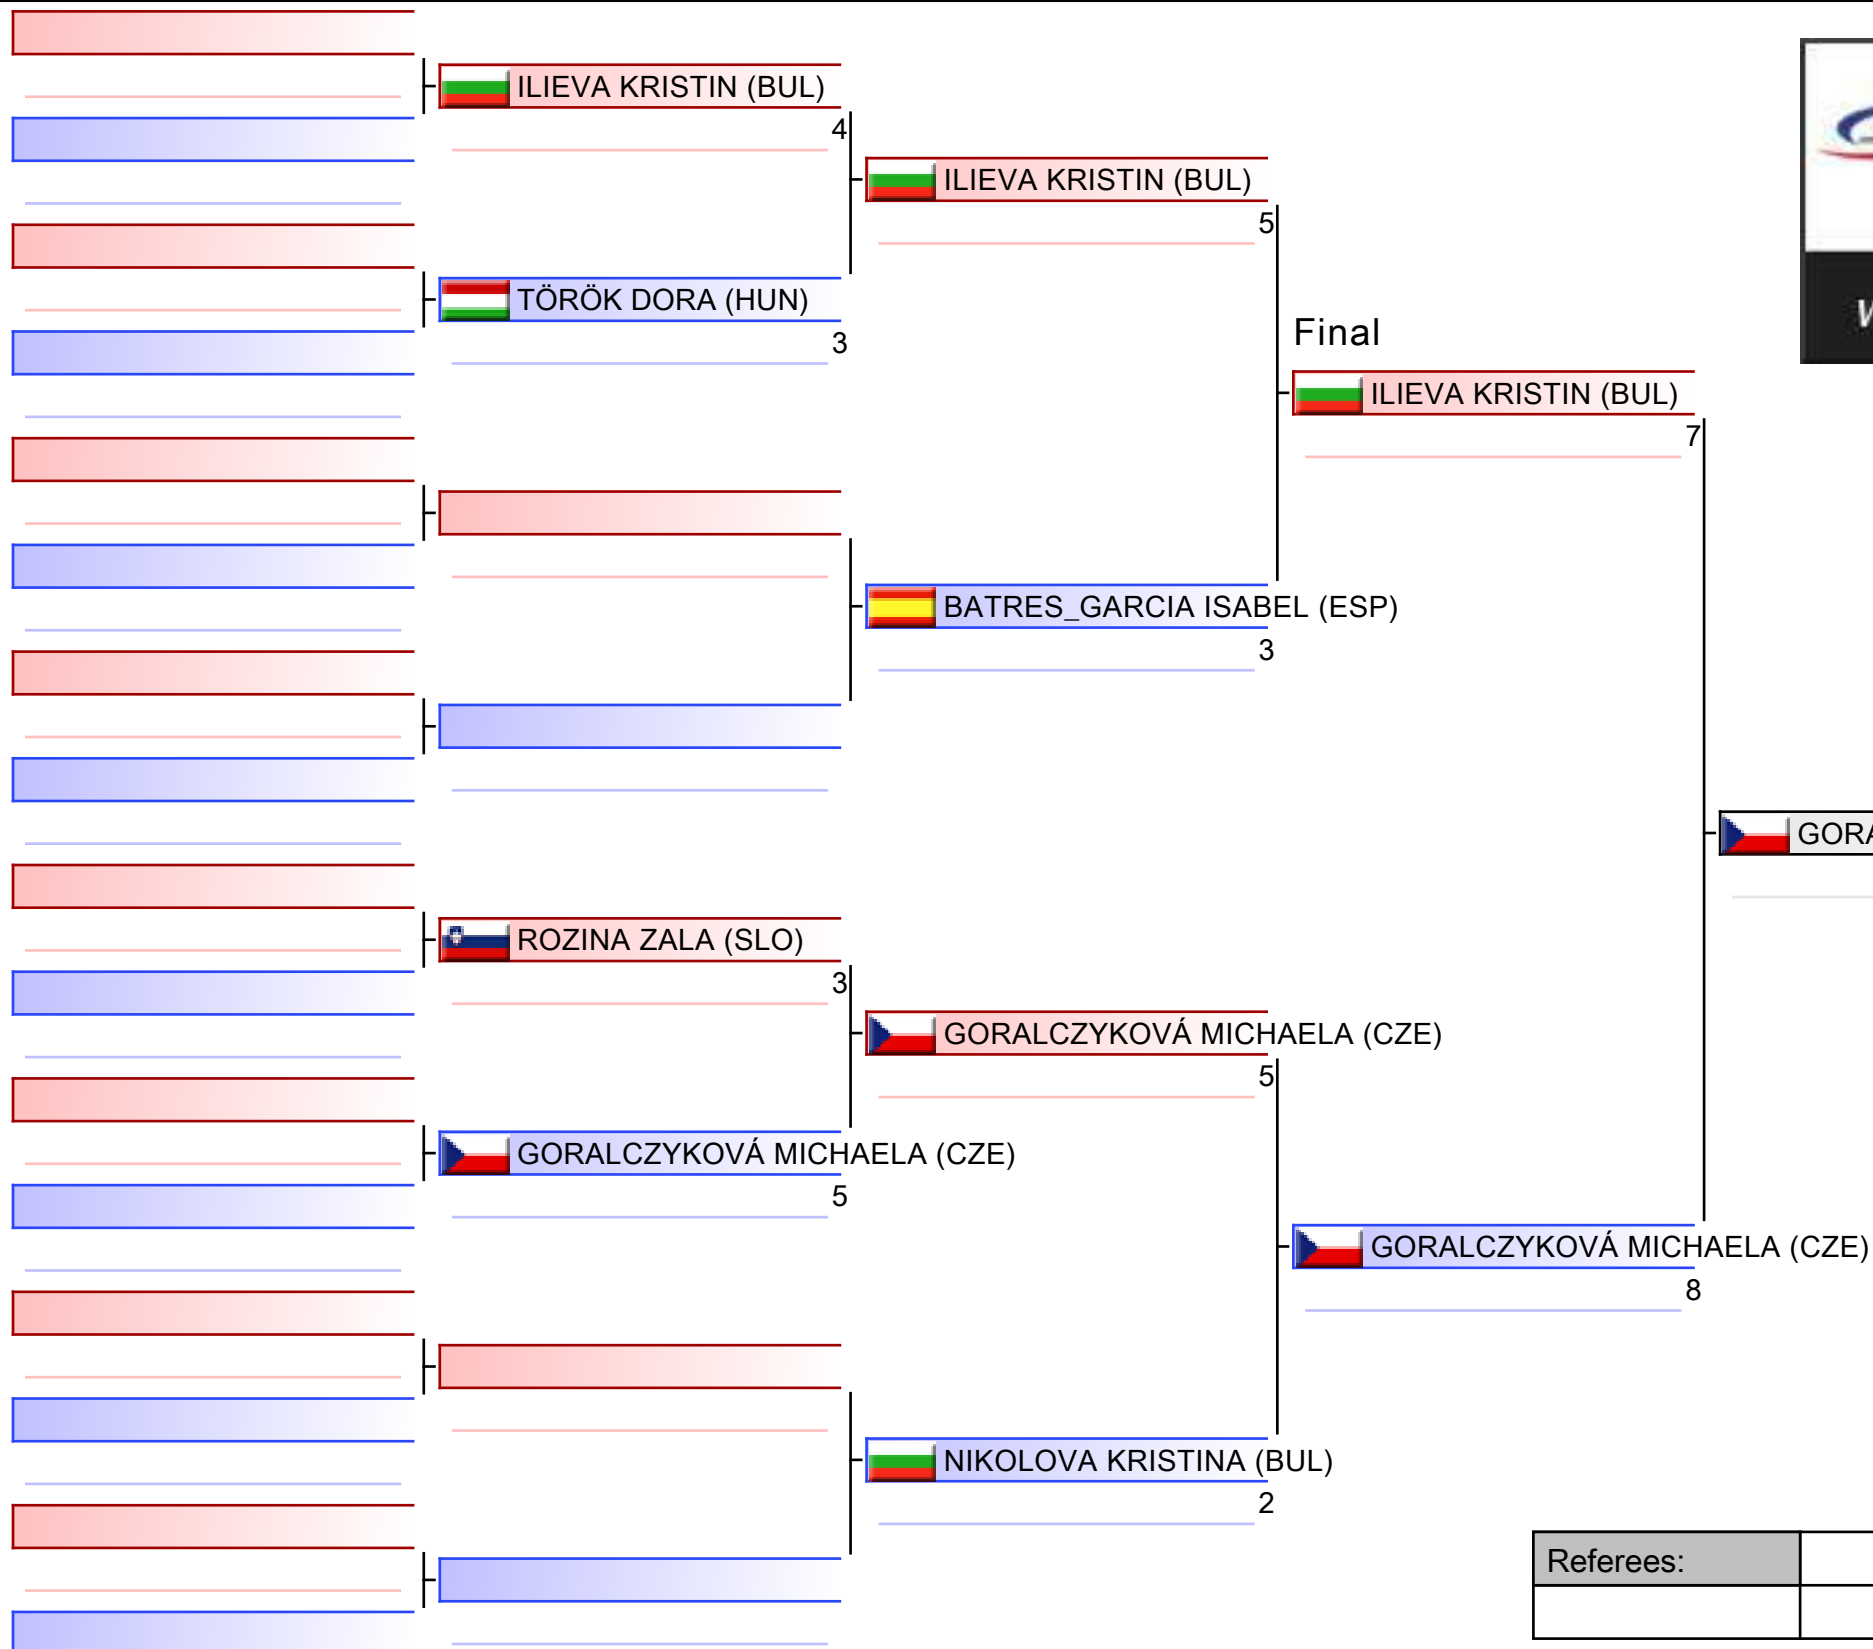 ILIEVA KRISTIN (BUL)
4
ILIEVA KRISTIN (BUL)
5
TÖRÖK DORA (HUN)
3
Final
ILIEVA KRISTIN (BUL)
7
BATRES_GARCIA ISABEL (ESP)
3
GORA
ROZINA ZALA (SLO)
3
GORALCZYKOVÁ MICHAELA (CZE)
5
GORALCZYKOVÁ MICHAELA (CZE)
5
GORALCZYKOVÁ MICHAELA (CZE)
8
NIKOLOVA KRISTINA (BUL)
2
Referees: